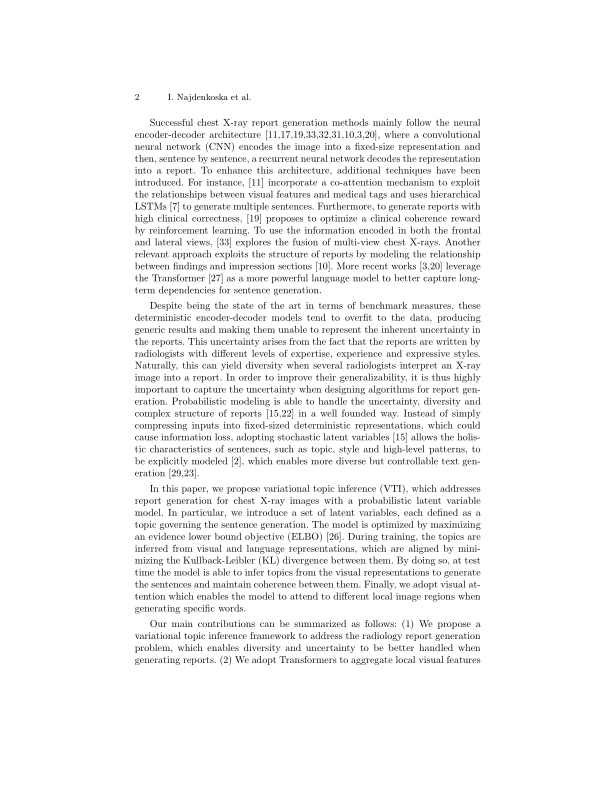 2 I. Najdenkoska et al.
Successful chest X-ray report generation methods mainly follow the neural
encoder-decoder architecture [11,17,19,33,32,31,10,3,20], where a convolutional
neural network (CNN) encodes the image into a fixed-size representation and
then, sentence by sentence, a recurrent neural network decodes the representation
into a report. To enhance this architecture, additional techniques have been
introduced. For instance, [11] incorporate a co-attention mechanism to exploit
the relationships between visual features and medical tags and uses hierarchical
LSTMs [7] to generate multiple sentences. Furthermore, to generate reports with
high clinical correctness, [19] proposes to optimize a clinical coherence reward
by reinforcement learning. To use the information encoded in both the frontal
and lateral views, [33] explores the fusion of multi-view chest X-rays. Another
relevant approach exploits the structure of reports by modeling the relationship
between findings and impression sections [10]. More recent works [3,20] leverage
the Transformer [27] as a more powerful language model to better capture long-
term dependencies for sentence generation.
Despite being the state of the art in terms of benchmark measures, these
deterministic encoder-decoder models tend to overfit to the data, producing
generic results and making them unable to represent the inherent uncertainty in
the reports. This uncertainty arises from the fact that the reports are written by
radiologists with different levels of expertise, experience and expressive styles.
Naturally, this can yield diversity when several radiologists interpret an X-ray
image into a report. In order to improve their generalizability, it is thus highly
important to capture the uncertainty when designing algorithms for report gen-
eration. Probabilistic modeling is able to handle the uncertainty, diversity and
complex structure of reports [15,22] in a well founded way. Instead of simply
compressing inputs into fixed-sized deterministic representations, which could
cause information loss, adopting stochastic latent variables [15] allows the holis-
tic characteristics of sentences, such as topic, style and high-level patterns, to
be explicitly modeled [2], which enables more diverse but controllable text gen-
eration [29,23].
In this paper, we propose variational topic inference (VTI), which addresses
report generation for chest X-ray images with a probabilistic latent variable
model. In particular, we introduce a set of latent variables, each defined as a
topic governing the sentence generation. The model is optimized by maximizing
an evidence lower bound objective (ELBO) [26]. During training, the topics are
inferred from visual and language representations, which are aligned by mini-
mizing the Kullback-Leibler (KL) divergence between them. By doing so, at test
time the model is able to infer topics from the visual representations to generate
the sentences and maintain coherence between them. Finally, we adopt visual at-
tention which enables the model to attend to different local image regions when
generating specific words.
Our main contributions can be summarized as follows: (1) We propose a
variational topic inference framework to address the radiology report generation
problem, which enables diversity and uncertainty to be better handled when
generating reports. (2) We adopt Transformers to aggregate local visual features